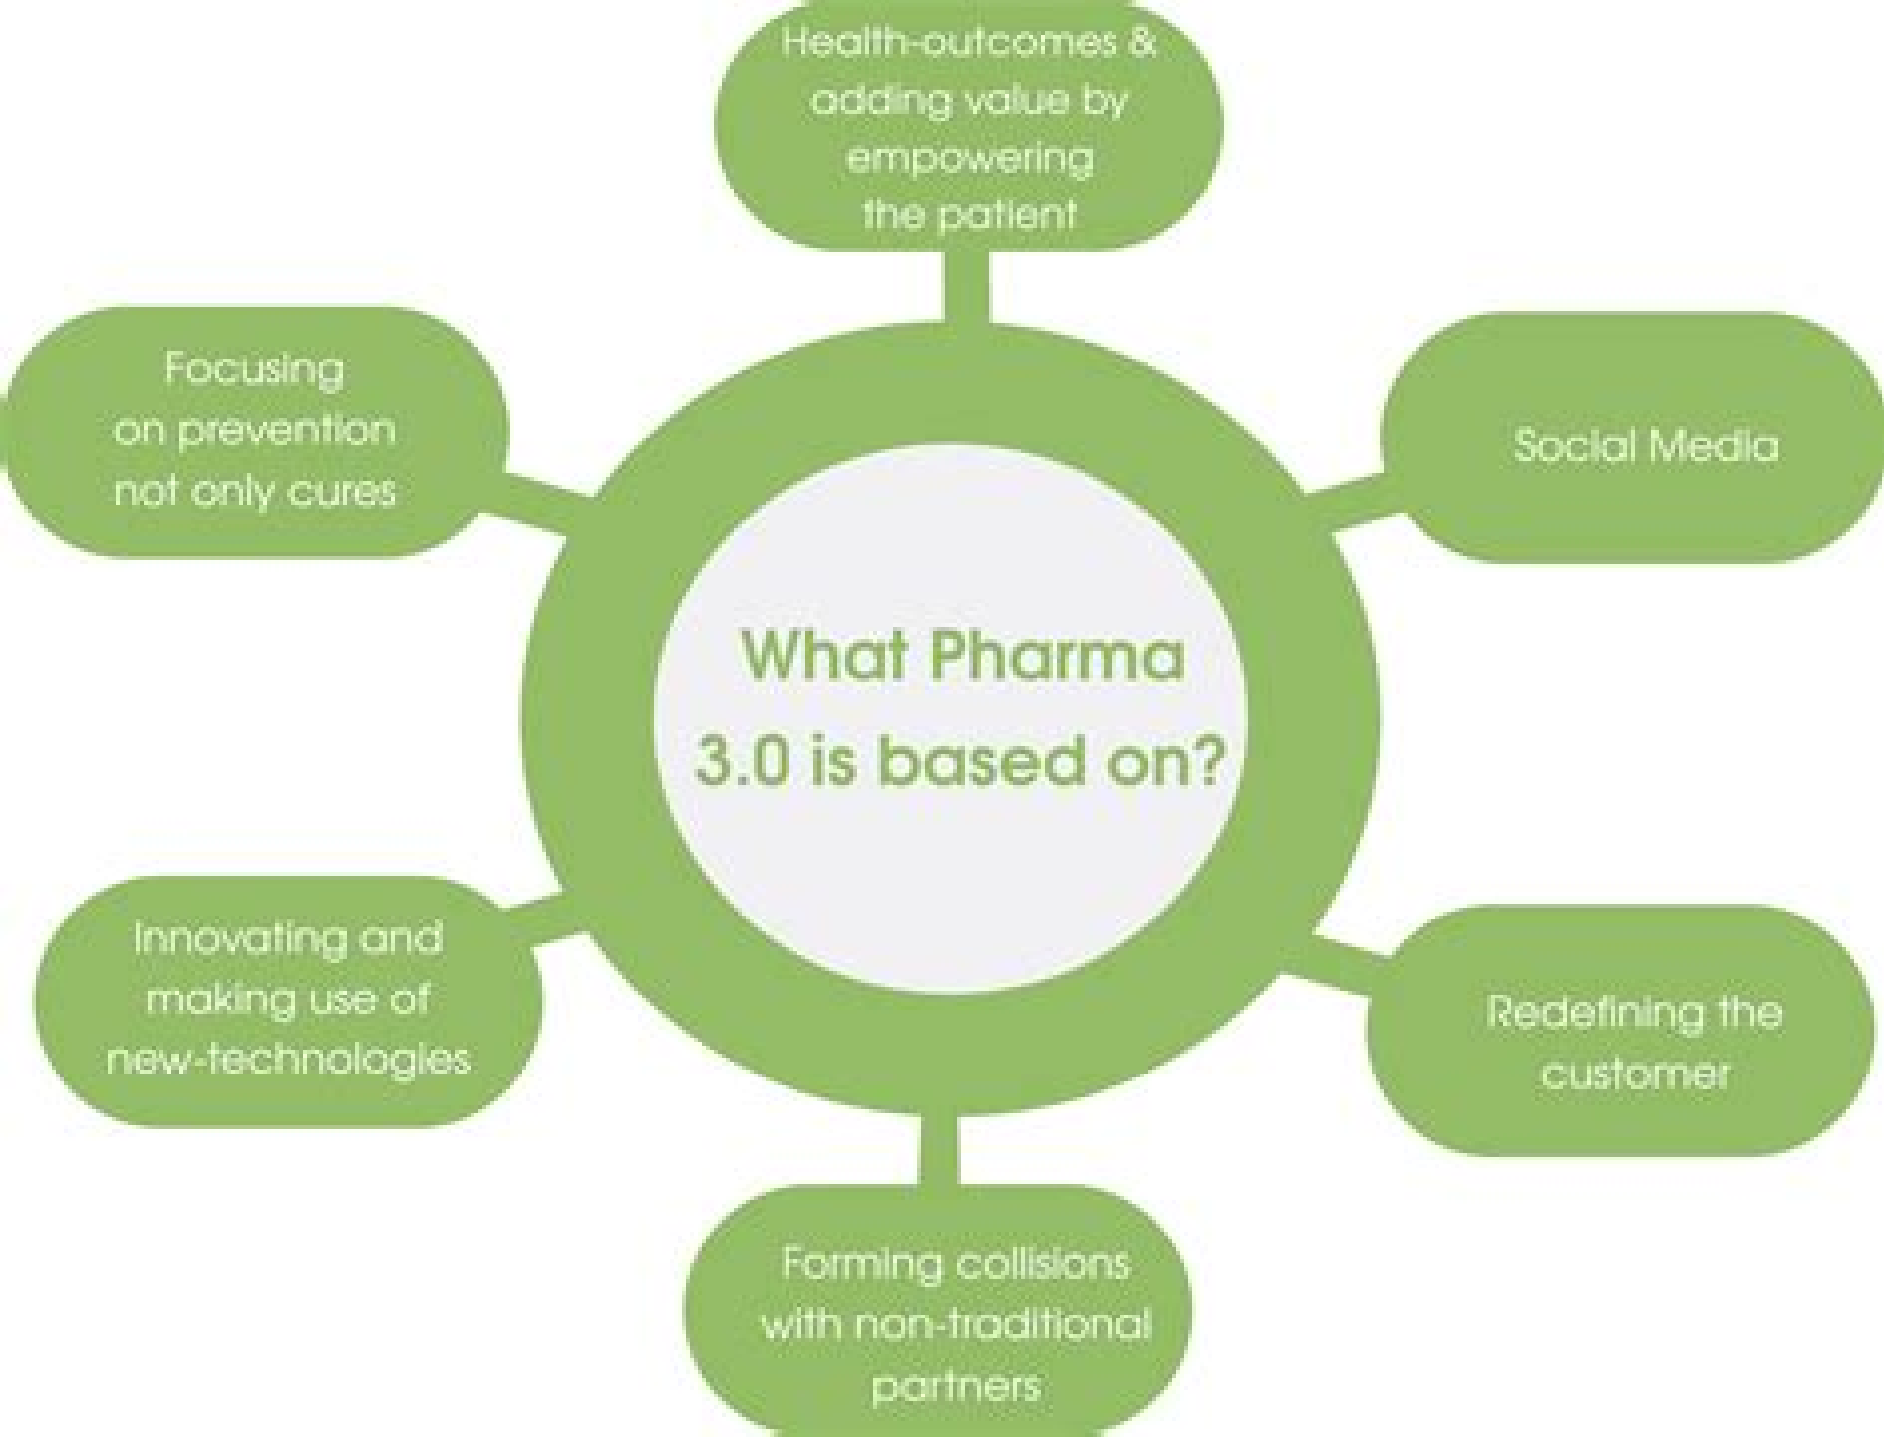 Health-outcomes &
adding value by
empowering
the patient
Focusing
on prevention
not only cures
Social Media
What Pharma
3.0 is based on?
Innovating and
making use of
new-technologies
Redefining the
customer
Forming collisions
with non-traditional
partners